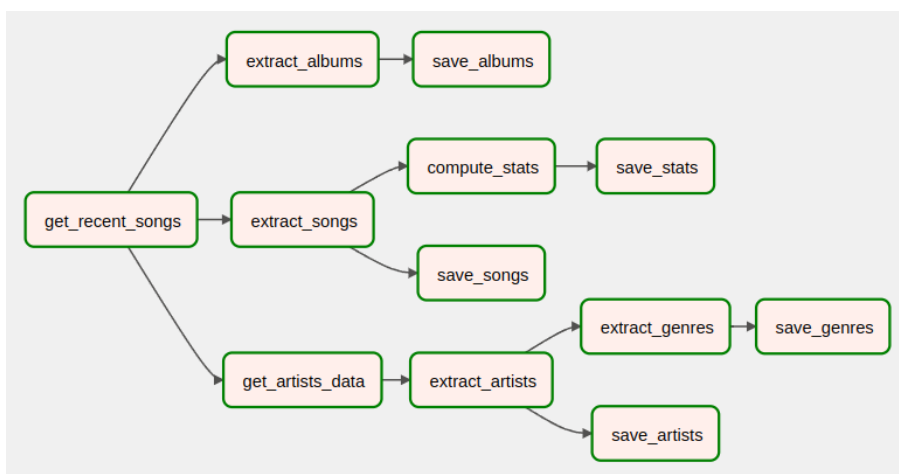 extract_albums
save_albums
compute_stats
save_stats
get_recent_songs
extract_songs
save_songs
extract_genres
save_genres
get_artists_data
extract_artists
save_artists